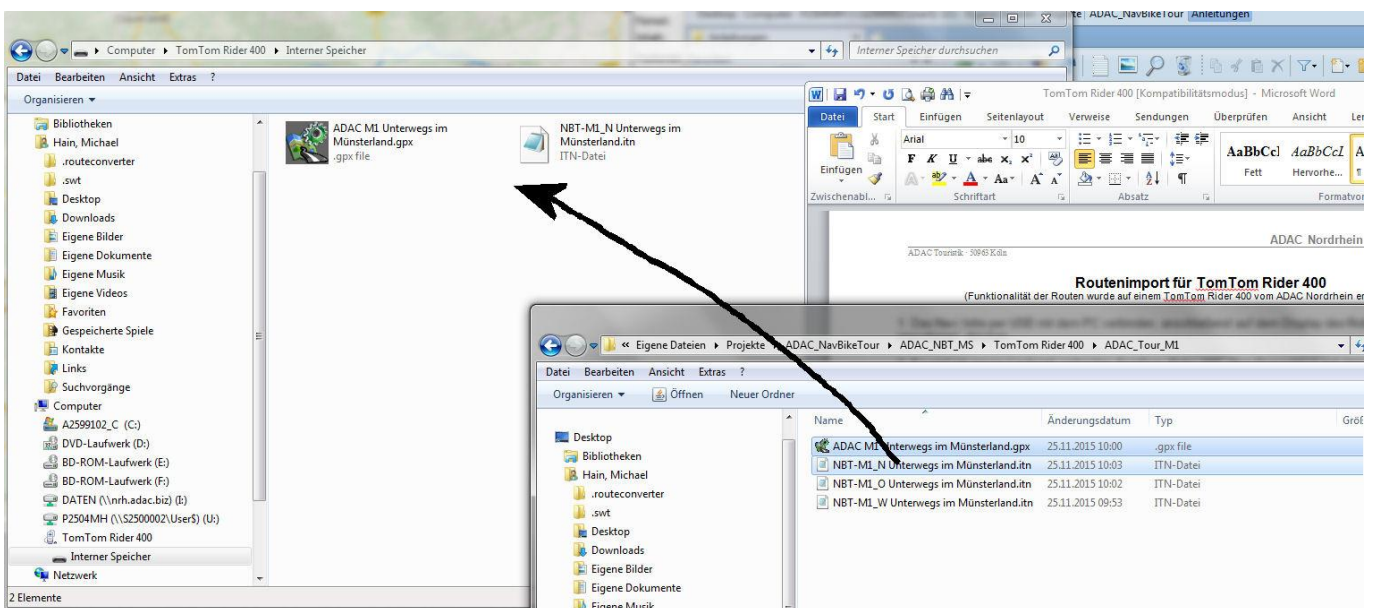 te ADAC_NavBikeTour Anleitungen
Computer ▸ TomTom Rider 400 ▸ Interner Speicher
Interner Speicher durchsuchen
Datei Bearbeiten Ansicht Extras ?
Organisieren
Bibliotheken
Hain, Michael
.routeconverter
.swt
Desktop
Downloads
Eigene Bilder
Eigene Dokumente
Eigene Musik
Eigene Videos
Favoriten
Gespeicherte Spiele
Kontakte
Links
Suchvorgänge
Computer
A2599102_C (C:)
DVD-Laufwerk (D:)
BD-ROM-Laufwerk (E:)
BD-ROM-Laufwerk (F:)
DATEN (\\nrh.adac.biz) (I:)
P2504MH (\\S2500002\User$) (U:)
TomTom Rider 400
Interner Speicher
Netzwerk
2 Elemente
ADAC M1 Unterwegs im
Münsterland.gpx
.gpx file
NBT-M1_N Unterwegs im
Münsterland.itn
ITN-Datei
TomTom Rider 400 [Kompatibilitätsmodus] - Microsoft Word
Datei Start Einfügen Seitenlayout Verweise Sendungen Überprüfen Ansicht
Arial 10
Einfügen
F K U abc x₂ x²
A Aa A A
AaBbCcl AaBbCcI A
Fett Hervorhe...
Zwischenabl... Schriftart Absatz Formatvor
ADAC Nordrhein
ADAC Touristik - 50963 Köln
Routenimport für TomTom Rider 400
(Funktionalität der Routen wurde auf einem TomTom Rider 400 vom ADAC Nordrhein er
« Eigene Dateien ▸ Projekte ▸ ADAC_NavBikeTour ▸ ADAC_NBT_MS ▸ TomTom Rider 400 ▸ ADAC_Tour_M1
Datei Bearbeiten Ansicht Extras ?
Organisieren Öffnen Neuer Ordner
Desktop
Bibliotheken
Hain, Michael
.routeconverter
.swt
Desktop
Downloads
Eigene Bilder
Eigene Dokumente
Eigene Musik
Name Änderungsdatum Typ Größ
ADAC M1 Unterwegs im Münsterland.gpx 25.11.2015 10:00 .gpx file
NBT-M1_N Unterwegs im Münsterland.itn 25.11.2015 10:03 ITN-Datei
NBT-M1_O Unterwegs im Münsterland.itn 25.11.2015 10:02 ITN-Datei
NBT-M1_W Unterwegs im Münsterland.itn 25.11.2015 09:53 ITN-Datei